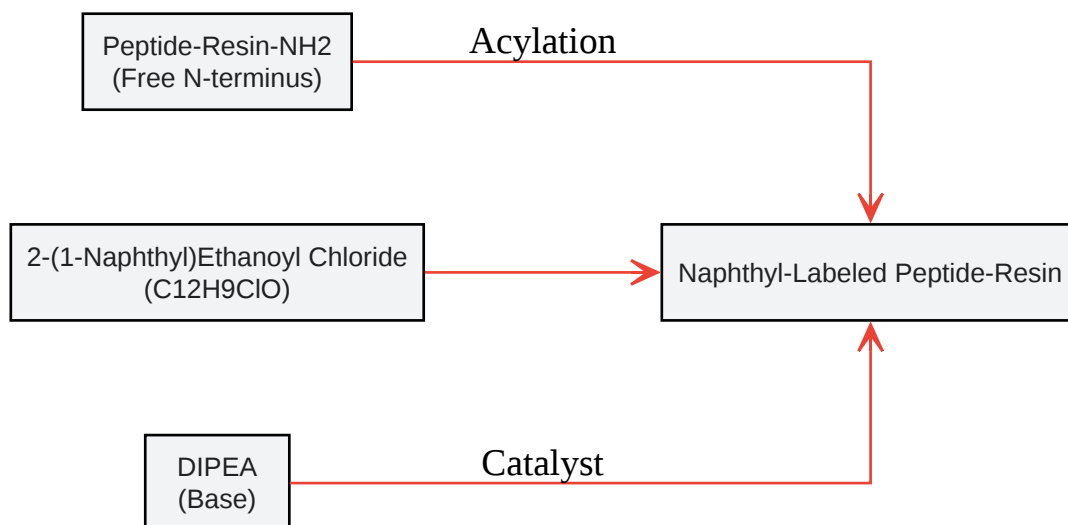 Peptide-Resin-NH2
(Free N-terminus)
Acylation
2-(1-Naphthyl)Ethanoyl Chloride
(C12H9ClO)
Naphthyl-Labeled Peptide-Resin
DIPEA
(Base)
Catalyst